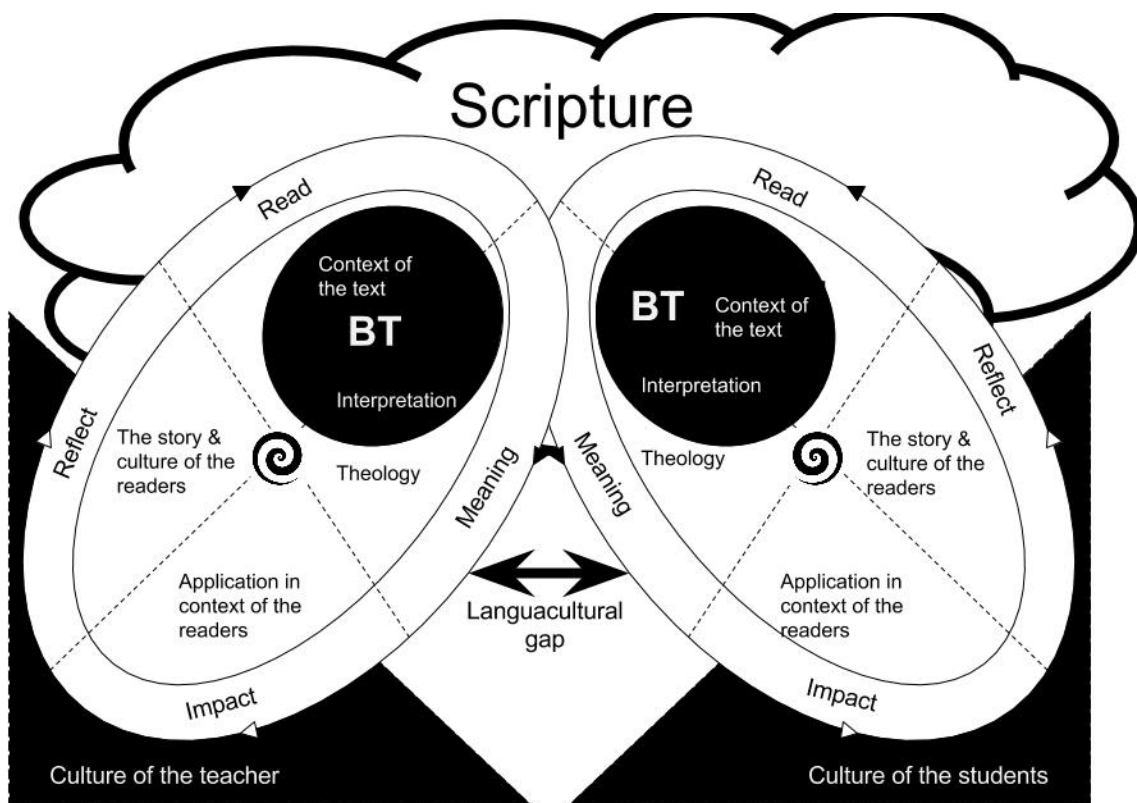 Scripture
Read
Context of
the text
BT
Interpretation
Reflect
The story &
culture of the
readers
Theology
Meaning
Application in
context of the
readers
Impact
Culture of the teacher
Languacultural
gap
Read
BT
Context of
the text
Interpretation
Reflect
Meaning
Theology
The story &
culture of the
readers
Application in
context of the
readers
Impact
Culture of the students